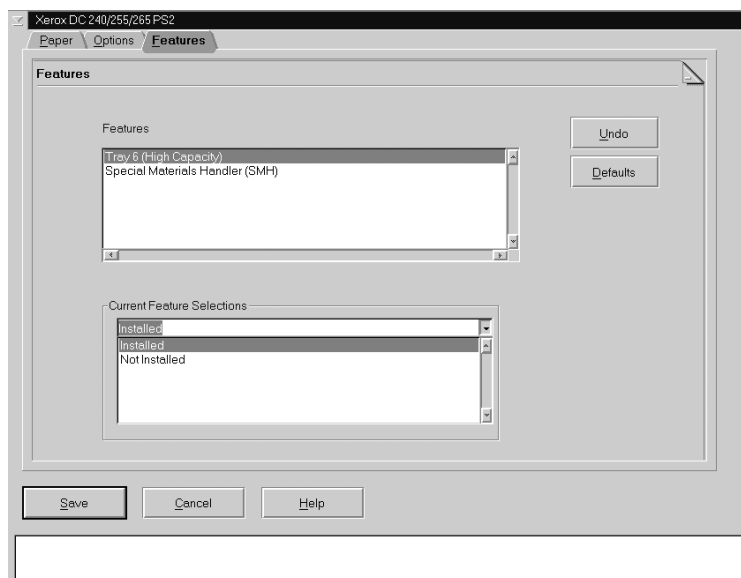 Xerox DC 240/255/265 PS2
Paper Options Features
Features
Features
Undo
Tray 6 (High Capacity)
Special Materials Handler (SMH)
Defaults
Current Feature Selections
Installed
Installed
Not Installed
Save Cancel Help